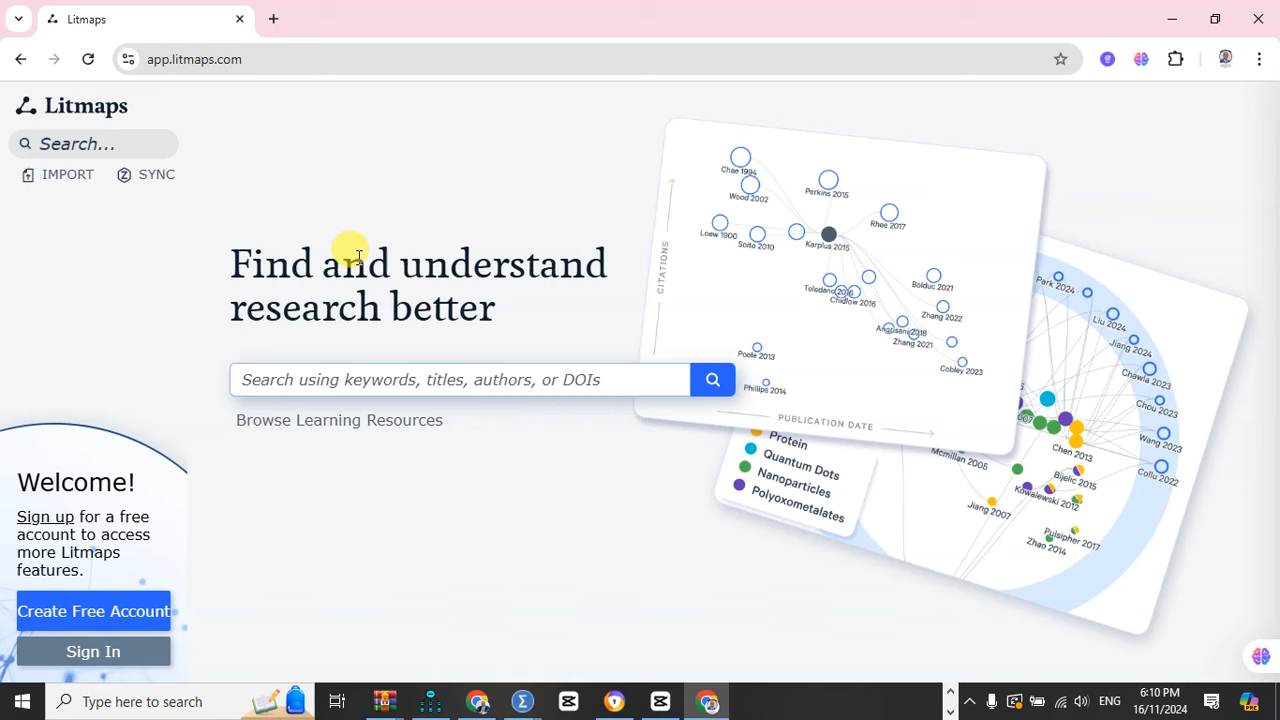 Litmaps
app.litmaps.com
Litmaps
Search...
IMPORT
SYNC
Find and understand
research better
Search using keywords, titles, authors, or DOIs
Browse Learning Resources
Welcome!
Sign up for a free
account to access
more Litmaps
features.
Create Free Account
Sign In
CITATIONS
Chae 1994
Wood 2002
Perkins 2015
Loew 1900
Soito 2010
Karplus 2015
Rhee 2017
Toledano 2016
Chidlow 2016
Bolduc 2021
Zhang 2022
Angrisani 2018
Zhang 2021
Cobley 2023
Poole 2013
Phillips 2014
PUBLICATION DATE
Protein
Quantum Dots
Nanoparticles
Polyoxometalates
Park 2024
Liu 2024
Jiang 2024
Chawla 2023
Chou 2023
Wang 2023
Collu 2022
Chen 2013
Mcmillan 2005
Bijelic 2015
Kowalewski 2012
Jiang 2007
Pulsipher 2017
Zhao 2014
Type here to search
ENG
6:10 PM
16/11/2024